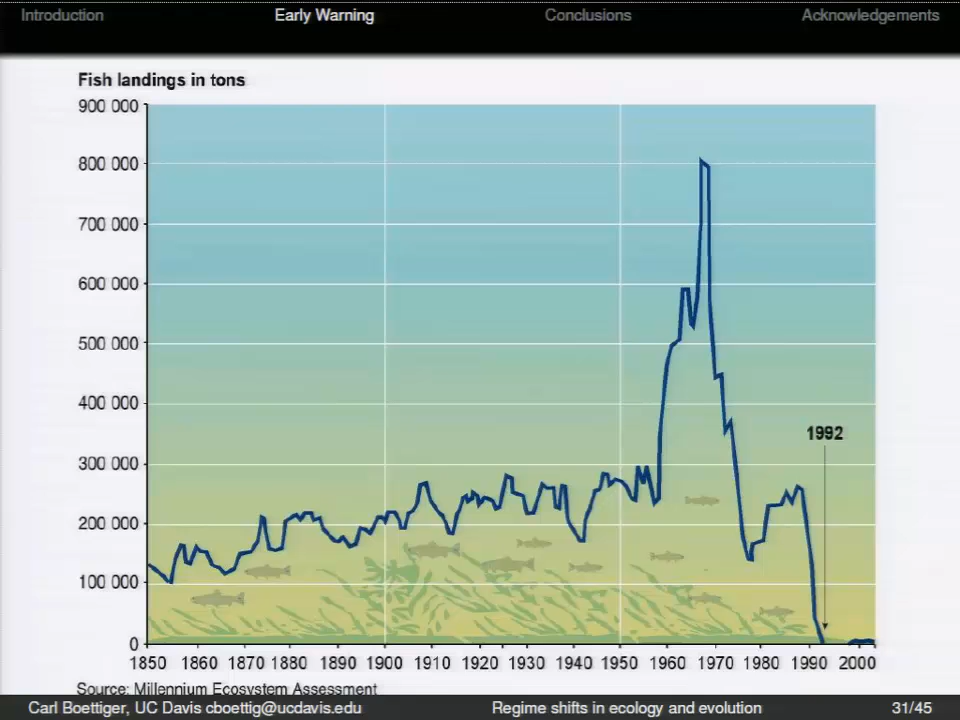 Introduction Early Warning Conclusions Acknowledgements
Fish landings in tons
900 000
800 000
700 000
600 000
500 000
400 000
300 000
200 000
100 000
0
1992
1850 1860 1870 1880 1890 1900 1910 1920 1930 1940 1950 1960 1970 1980 1990 2000
Source: Millennium Ecosystem Assessment
Carl Boettiger, UC Davis cboettig@ucdavis.edu Regime shifts in ecology and evolution 31/45